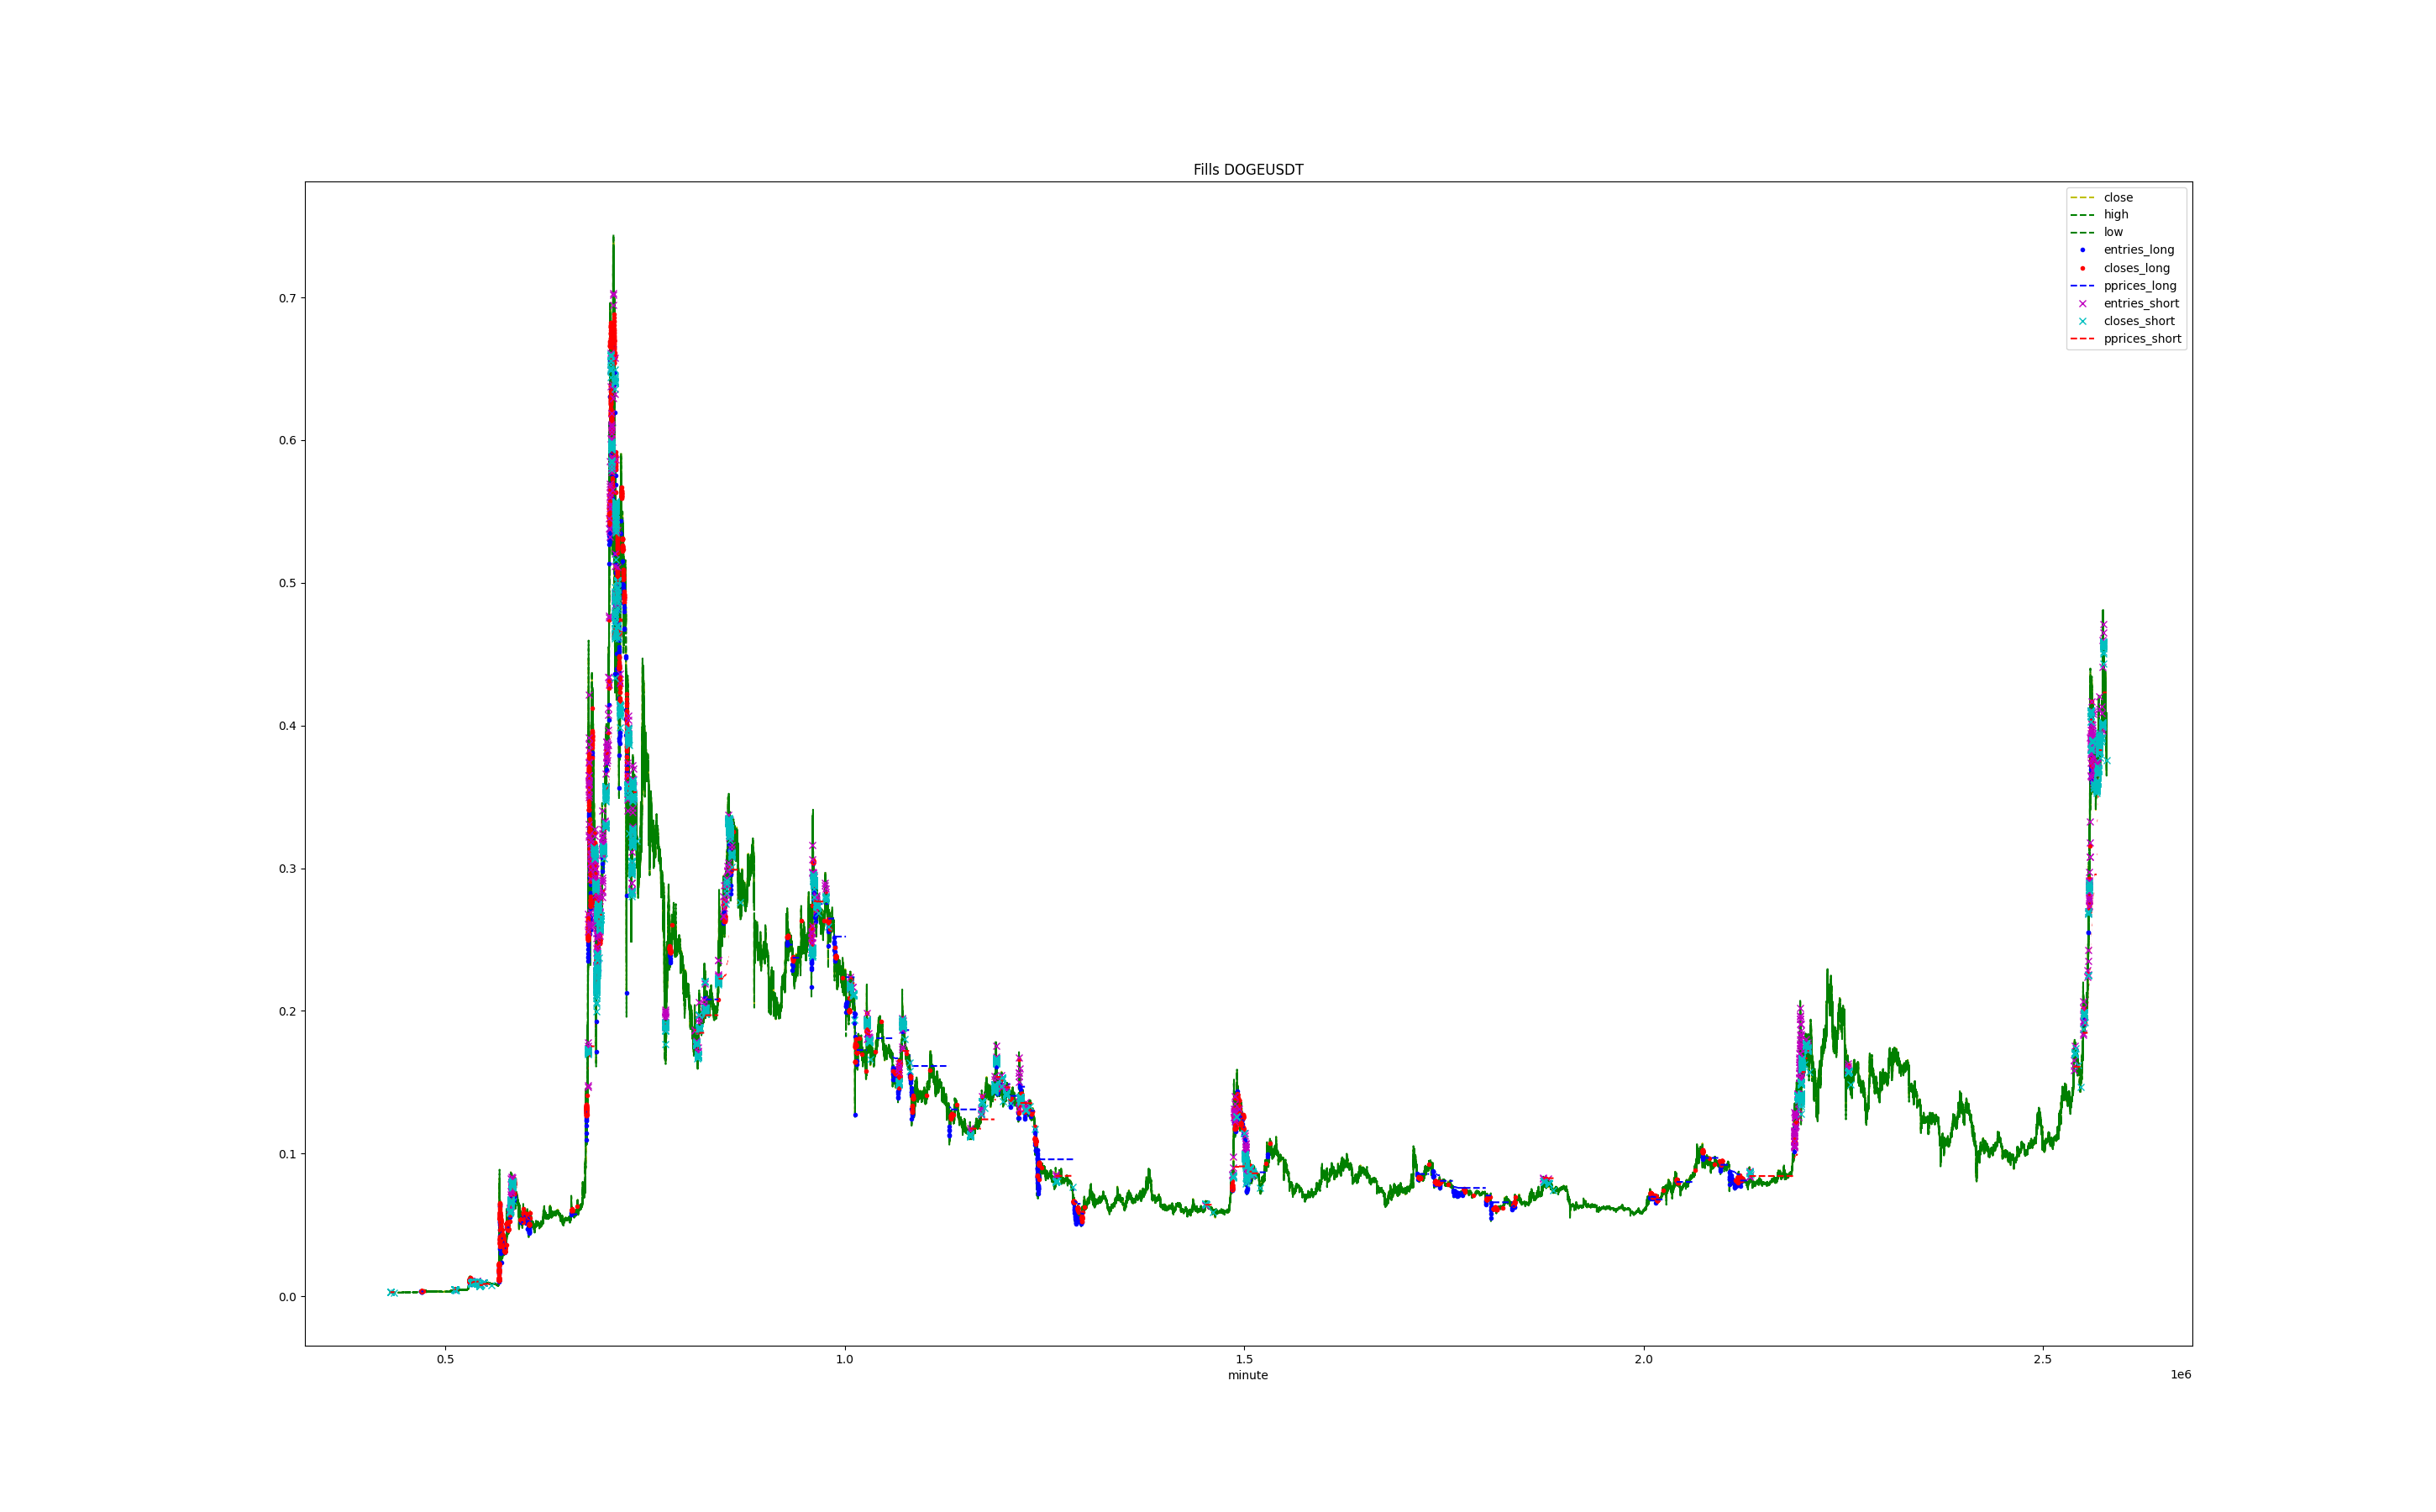 Fills DOGEUSDT
close
high
low
entries_long
closes_long
pprices_long
entries_short
closes_short
pprices_short
0.7
0.6
0.5
0.4
0.3
0.2
0.1
0.0
0.5 1.0 1.5 2.0 2.5
minute 1e6